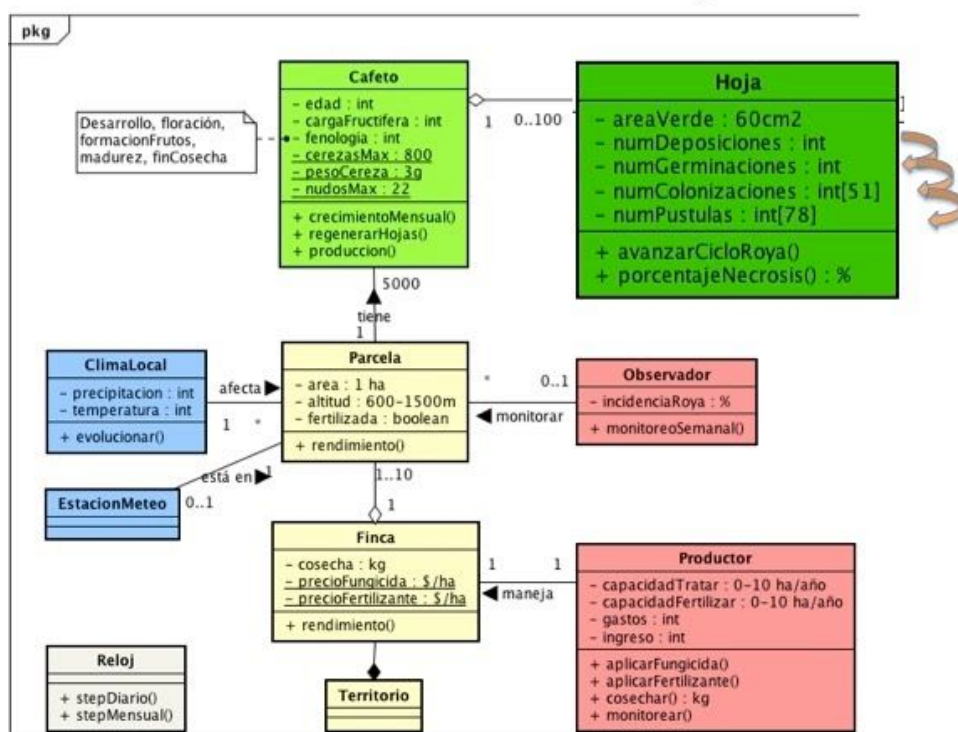 pkg
Cafeto
- edad : int
- cargaFructifera : int
- fenologia : int
- cerezasMax : 800
- pesoCereza : 3g
- nudosMax : 22
+ crecimientoMensual()
+ regenerarHojas()
+ produccion()
Desarrollo, floración,
formacionFrutos,
madurez, finCosecha
1
0..100
Hoja
- areaVerde : 60cm2
- numDeposiciones : int
- numGerminaciones : int
- numColonizaciones : int[51]
- numPustulas : int[78]
+ avanzarCicloRoya()
+ porcentajeNecrosis() : %
5000
tiene
1
ClimaLocal
- precipitacion : int
- temperatura : int
+ evolucionar()
afecta
1
*
Parcela
- area : 1 ha
- altitud : 600-1500m
- fertilizada : boolean
+ rendimiento()
*
0..1
monitorar
Observador
- incidenciaRoya : %
+ monitoreoSemanal()
está en
1
0..1
EstacionMeteo
1..10
1
Finca
- cosecha : kg
- precioFungicida : $/ha
- precioFertilizante : $/ha
+ rendimiento()
1
1
maneja
Productor
- capacidadTratar : 0-10 ha/año
- capacidadFertilizar : 0-10 ha/año
- gastos : int
- ingreso : int
+ aplicarFungicida()
+ aplicarFertilizante()
+ cosechar() : kg
+ monitorear()
Reloj
+ stepDiario()
+ stepMensual()
Territorio